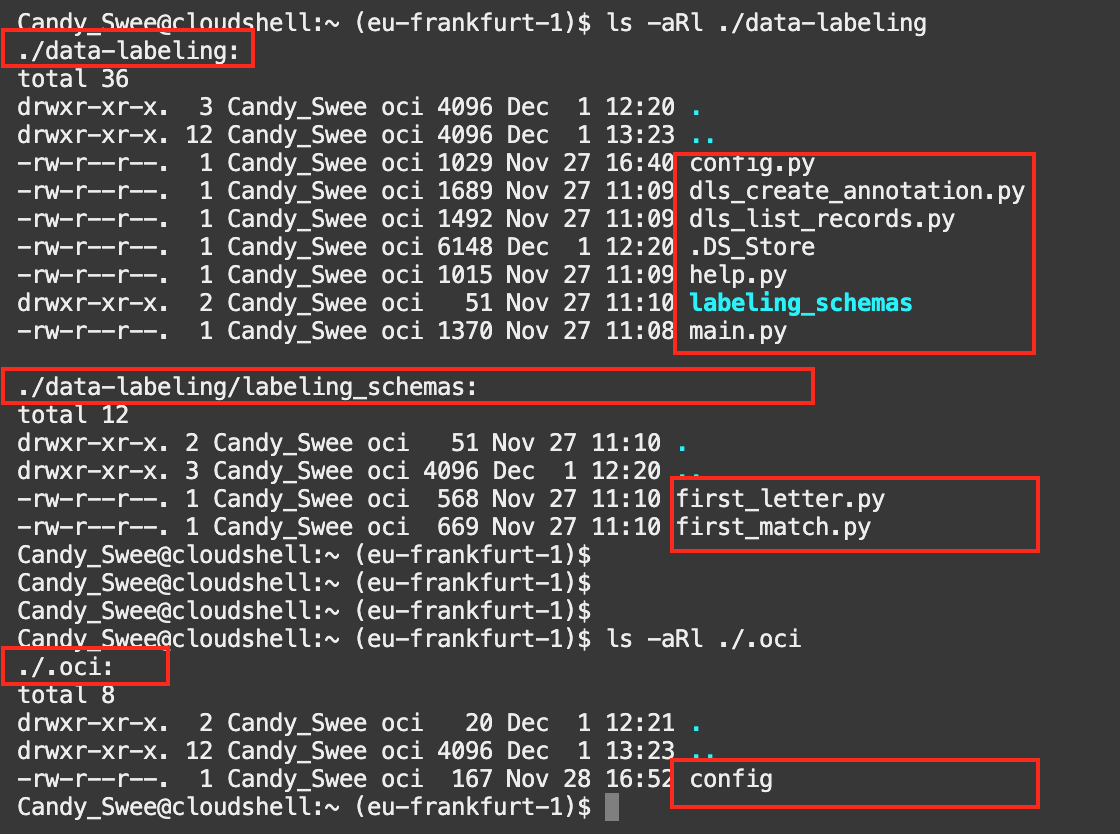 Candy_Swee@cloudshell:~ (eu-frankfurt-1)$ ls -aRl ./data-labeling
./data-labeling:
total 36
drwxr-xr-x.  3 Candy_Swee oci 4096 Dec  1 12:20 .
drwxr-xr-x. 12 Candy_Swee oci 4096 Dec  1 13:23 ..
-rw-r--r--.  1 Candy_Swee oci 1029 Nov 27 16:40 config.py
-rw-r--r--.  1 Candy_Swee oci 1689 Nov 27 11:09 dls_create_annotation.py
-rw-r--r--.  1 Candy_Swee oci 1492 Nov 27 11:09 dls_list_records.py
-rw-r--r--.  1 Candy_Swee oci 6148 Dec  1 12:20 .DS_Store
-rw-r--r--.  1 Candy_Swee oci 1015 Nov 27 11:09 help.py
drwxr-xr-x.  2 Candy_Swee oci   51 Nov 27 11:10 labeling_schemas
-rw-r--r--.  1 Candy_Swee oci 1370 Nov 27 11:08 main.py
./data-labeling/labeling_schemas:
total 12
drwxr-xr-x. 2 Candy_Swee oci   51 Nov 27 11:10 .
drwxr-xr-x. 3 Candy_Swee oci 4096 Dec  1 12:20 ..
-rw-r--r--. 1 Candy_Swee oci  568 Nov 27 11:10 first_letter.py
-rw-r--r--. 1 Candy_Swee oci  669 Nov 27 11:10 first_match.py
Candy_Swee@cloudshell:~ (eu-frankfurt-1)$
Candy_Swee@cloudshell:~ (eu-frankfurt-1)$
Candy_Swee@cloudshell:~ (eu-frankfurt-1)$
Candy_Swee@cloudshell:~ (eu-frankfurt-1)$ ls -aRl ./.oci
./.oci:
total 8
drwxr-xr-x.  2 Candy_Swee oci   20 Dec  1 12:21 .
drwxr-xr-x. 12 Candy_Swee oci 4096 Dec  1 13:23 ..
-rw-r--r--.  1 Candy_Swee oci  167 Nov 28 16:52 config
Candy_Swee@cloudshell:~ (eu-frankfurt-1)$